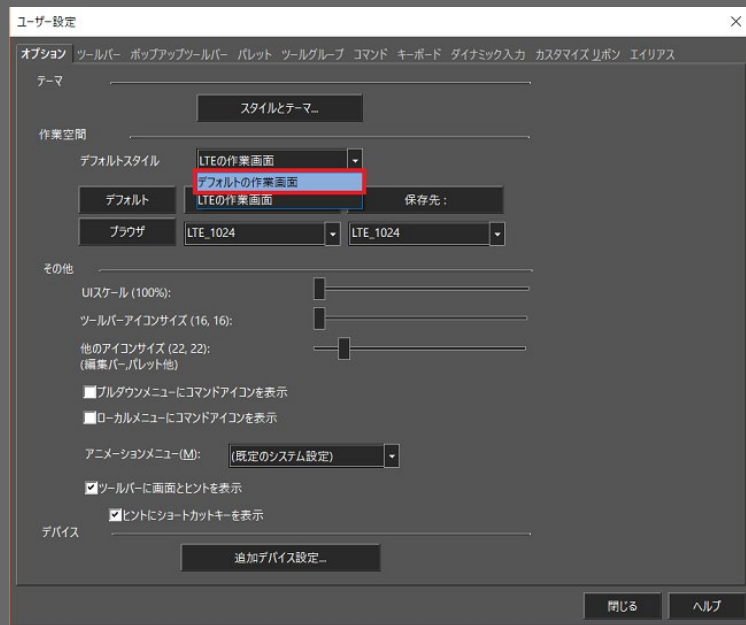 ユーザー設定
オプション ツールバー ポップアップツールバー パレット ツールグループ コマンド キーボード ダイナミック入力 カスタマイズ リボン エイリアス
テーマ
スタイルとテーマ...
作業空間
デフォルトスタイル LTEの作業画面
デフォルトの作業画面
デフォルト LTEの作業画面 保存先 :
ブラウザ LTE_1024 LTE_1024
その他
UIスケール (100%):
ツールバーアイコンサイズ (16, 16):
他のアイコンサイズ (22, 22):
(編集バー,パレット他)
プルダウンメニューにコマンドアイコンを表示
ローカルメニューにコマンドアイコンを表示
アニメーションメニュー(M): (既定のシステム設定)
ツールバーに画面とヒントを表示
ヒントにショートカットキーを表示
デバイス
追加デバイス設定...
閉じる ヘルプ